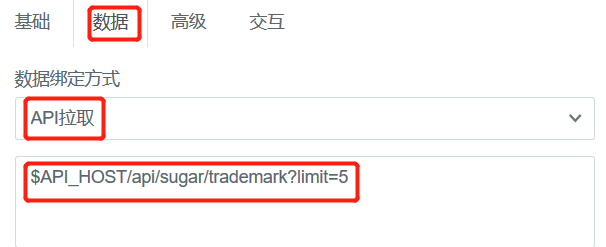 基础 数据 高级 交互
数据绑定方式
API拉取
$API_HOST/api/sugar/trademark?limit=5